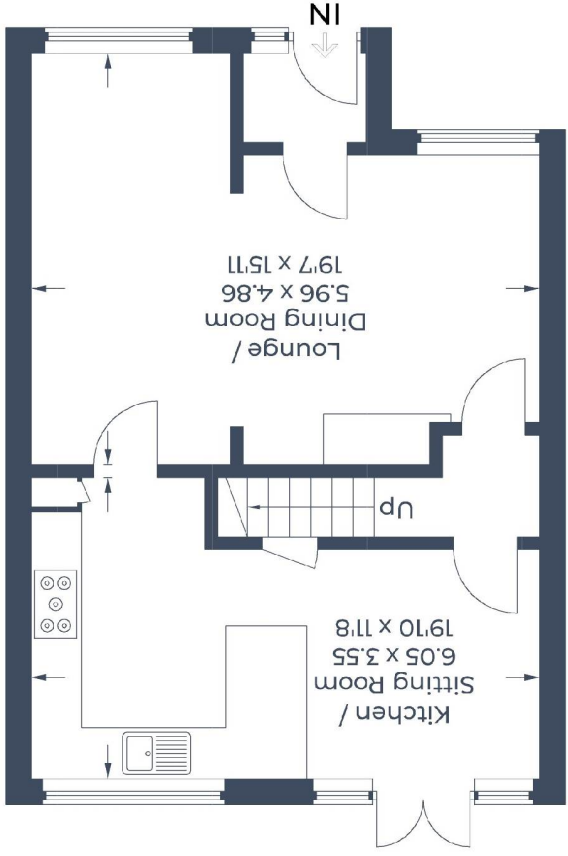 Kitchen /
Sitting Room
6.05 x 3.55
19'10 x 11'8
Up
Lounge /
Dining Room
5.96 x 4.86
19'7 x 15'11
IN